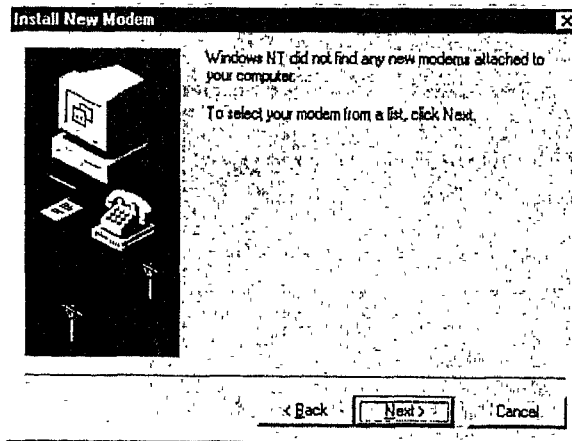 Install New Modem
Windows NT did not find any new modems attached to
your computer.
To select your modem from a list, click Next.
< Back
Next >
Cancel